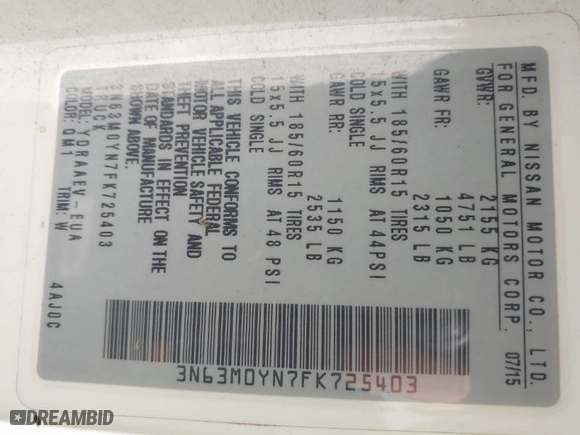 MFD. BY NISSAN MOTOR CO., LTD.
FOR GENERAL MOTORS CORP. 07/15
GVWR: 2155 KG
4751 LB
GAWR FR: 1050 KG
2315 LB
WITH 185/60R15 TIRES
15x5.5 JJ RIMS AT 44PSI
COLD SINGLE
GAWR RR: 1150 KG
2535 LB
WITH 185/60R15 TIRES
15x5.5 JJ RIMS AT 48 PSI
COLD SINGLE
THIS VEHICLE CONFORMS TO
ALL APPLICABLE FEDERAL
MOTOR VEHICLE SAFETY AND
THEFT PREVENTION
STANDARDS IN EFFECT ON THE
DATE OF MANUFACTURE
SHOWN ABOVE.
3N63M0YN7FK725403
TRUCK
MODEL: YDRAAEV-EUA
COLOR: QM1 TRIM: W
4AJ0C
3N63M0YN7FK725403
DREAMBID